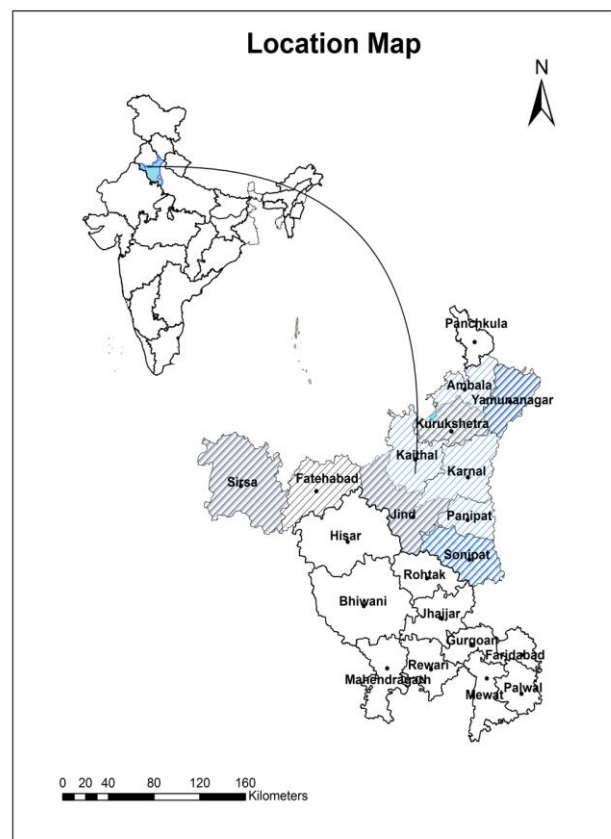 Location Map
N
Panchkula
Ambala
Yamunanagar
Kurukshetra
Kaithal
Karnal
Sirsa
Fatehabad
Jind
Panipat
Hisar
Sonipat
Rohtak
Bhiwani
Jhajjar
Gurgoan
Faridabad
Rewari
Mahendragarh
Mewat
Palwal
0 10 20 40 80 120 160
Kilometers